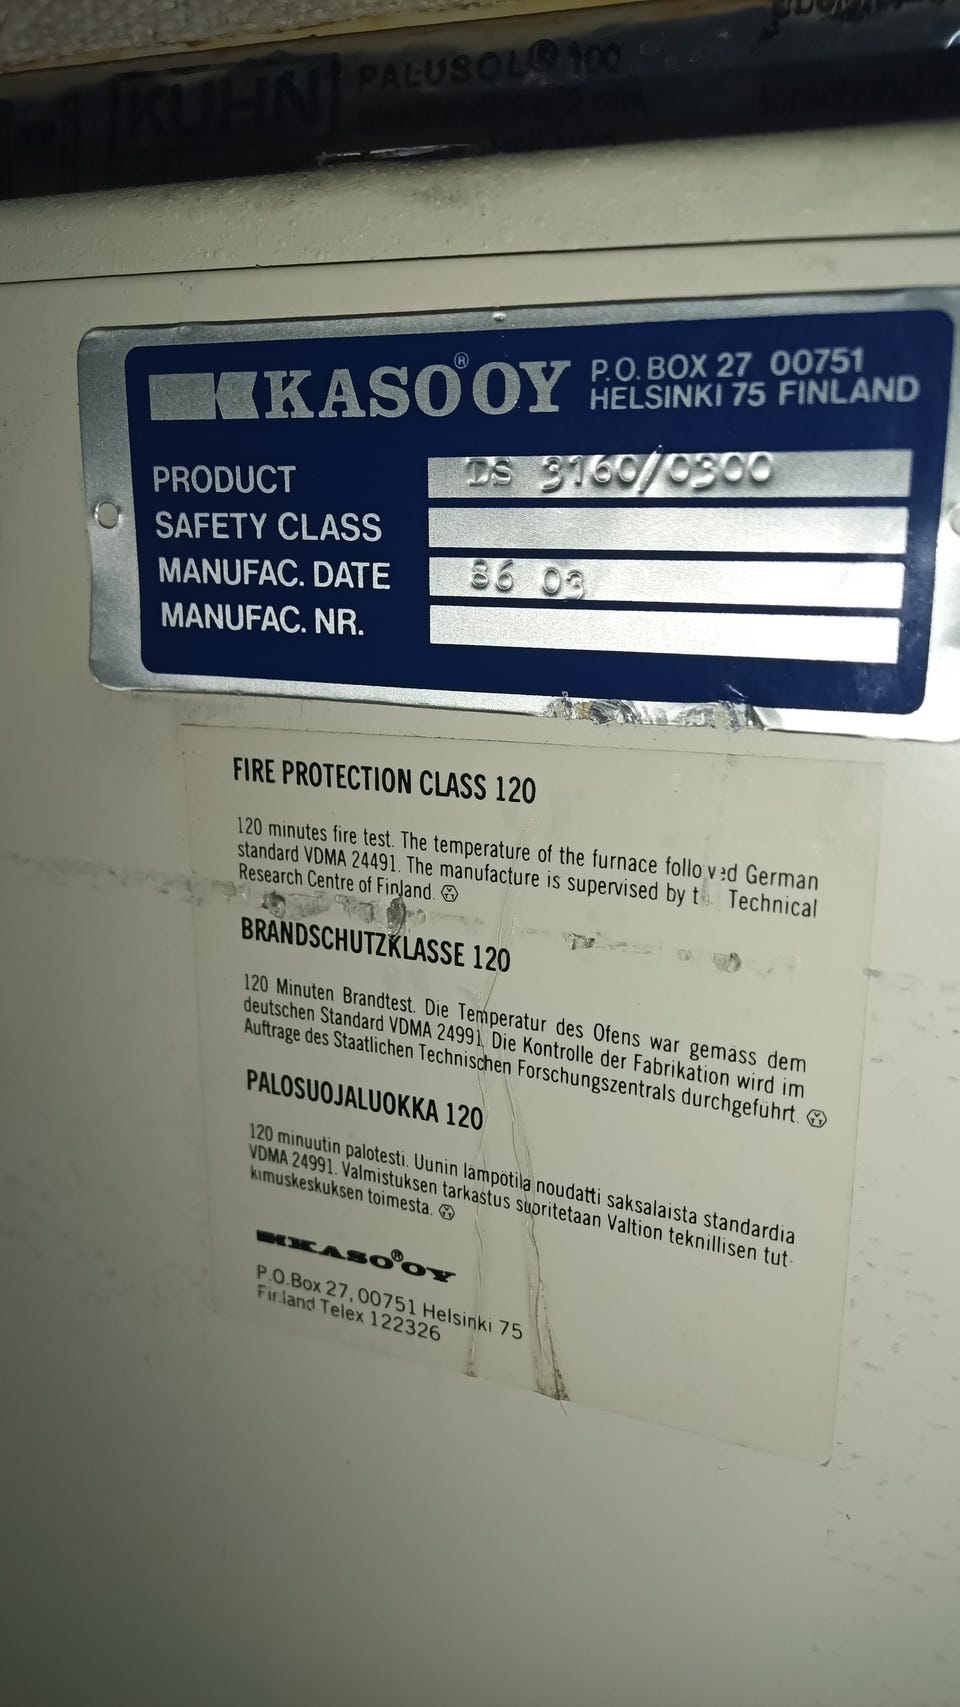 KUHN PALUSOL® 100
KASO® OY P.O. BOX 27 00751
HELSINKI 75 FINLAND
PRODUCT DS 3160/0300
SAFETY CLASS
MANUFAC. DATE 86 03
MANUFAC. NR.
FIRE PROTECTION CLASS 120
120 minutes fire test. The temperature of the furnace followed German
standard VDMA 24491. The manufacture is supervised by t Technical
Research Centre of Finland.
BRANDSCHUTZKLASSE 120
120 Minuten Brandtest. Die Temperatur des Ofens war gemäss dem
deutschen Standard VDMA 24991. Die Kontrolle der Fabrikation wird im
Auftrage des Staatlichen Technischen Forschungszentrals durchgeführt.
PALOSUOJALUOKKA 120
120 minuutin palotesti. Uunin lämpötila noudatti saksalaista standardia
VDMA 24991. Valmistuksen tarkastus suoritetaan Valtion teknillisen tut-
kimuskeskuksen toimesta.
KASO® OY
P.O.Box 27, 00751 Helsinki 75
Finland Telex 122326